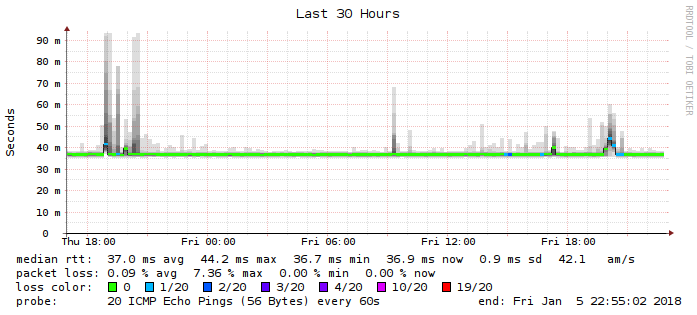 Last 30 Hours
RRDTOOL / TOBI OETIKER
Seconds
90 m
80 m
70 m
60 m
50 m
40 m
30 m
20 m
10 m
0
Thu 18:00 Fri 00:00 Fri 06:00 Fri 12:00 Fri 18:00
median rtt: 37.0 ms avg 44.2 ms max 36.7 ms min 36.9 ms now 0.9 ms sd 42.1 am/s
packet loss: 0.09 % avg 7.36 % max 0.00 % min 0.00 % now
loss color: 0 1/20 2/20 3/20 4/20 10/20 19/20
probe: 20 ICMP Echo Pings (56 Bytes) every 60s end: Fri Jan 5 22:55:02 2018